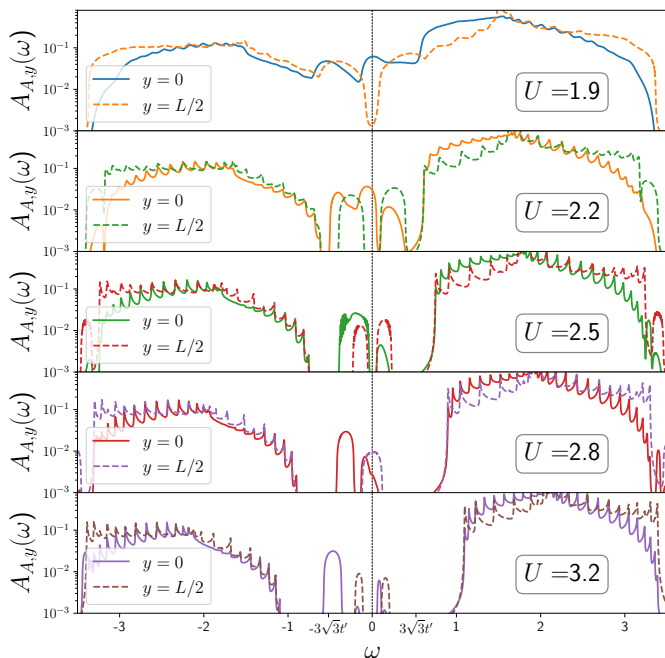 10⁻¹
10⁻²
10⁻³
A_{A,y}(ω)
y = 0
y = L/2
U =1.9
10⁻¹
10⁻²
10⁻³
A_{A,y}(ω)
y = 0
y = L/2
U =2.2
10⁻¹
10⁻²
10⁻³
A_{A,y}(ω)
y = 0
y = L/2
U =2.5
10⁻¹
10⁻²
10⁻³
A_{A,y}(ω)
y = 0
y = L/2
U =2.8
10⁻¹
10⁻²
10⁻³
A_{A,y}(ω)
y = 0
y = L/2
U =3.2
-3 -2 -1 -3√3t′ 0 3√3t′ 1 2 3
ω